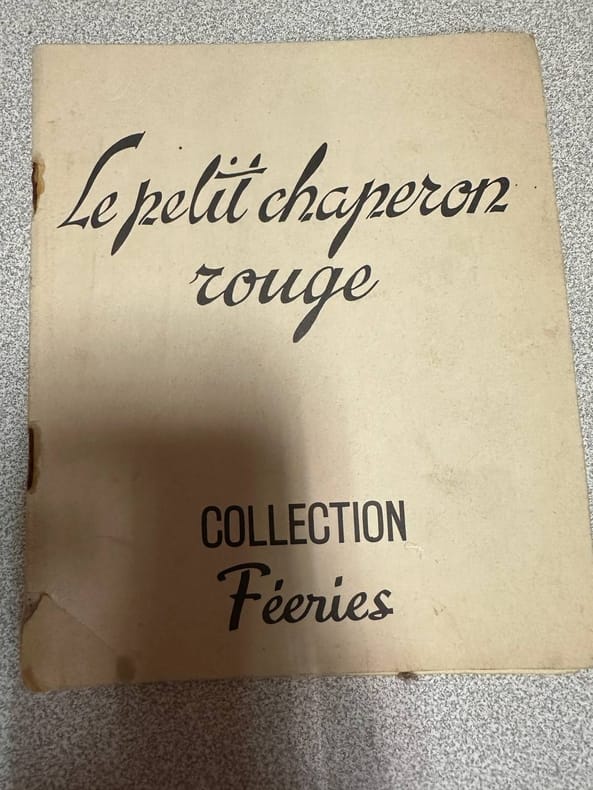 Le petit chaperon
rouge
COLLECTION
Féeries